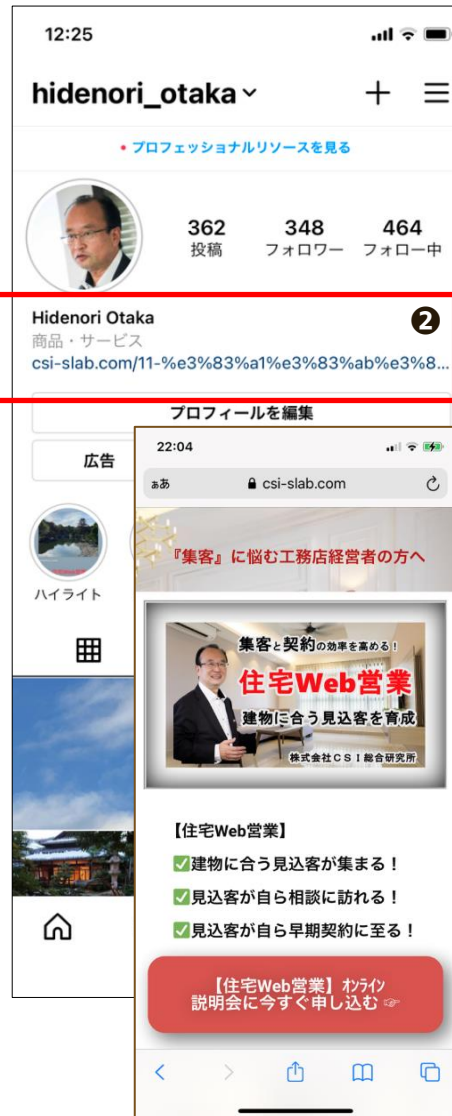 12:25
hidenori_otaka
プロフェッショナルリソースを見る
362
投稿
348
フォロワー
464
フォロー中
Hidenori Otaka
❷
商品・サービス
csi-slab.com/11-%e3%83%a1%e3%83%ab%e3%8...
プロフィールを編集
広告
ハイライト
22:04
ぁあ
csi-slab.com
『集客』に悩む工務店経営者の方へ
集客と契約の効率を高める!
住宅Web営業
建物に合う見込客を育成
株式会社CSI総合研究所
【住宅Web営業】
✅建物に合う見込客が集まる!
✅見込客が自ら相談に訪れる!
✅見込客が自ら早期契約に至る!
【住宅Web営業】オンライン
説明会に今すぐ申し込む ☞